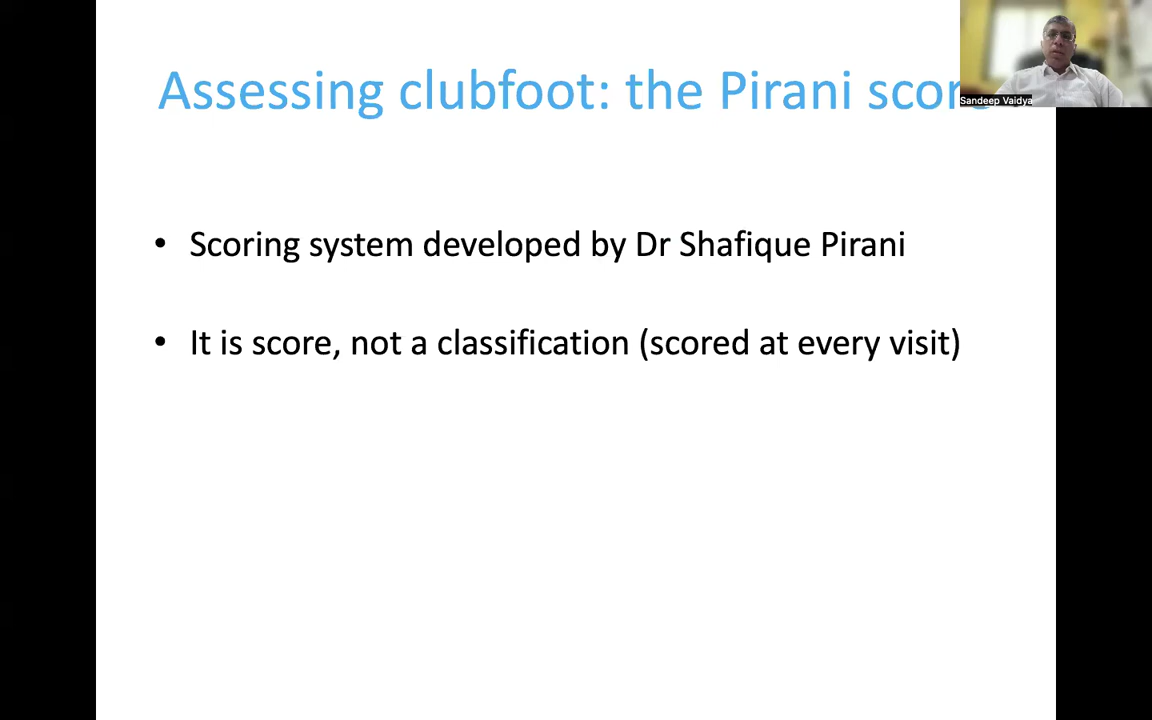 Assessing clubfoot: the Pirani
Sandeep Vaidya
• Scoring system developed by Dr Shafique Pirani
• It is score, not a classification (scored at every visit)